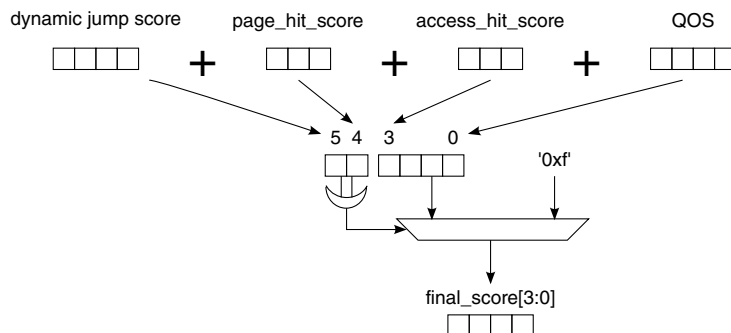 dynamic jump score
page_hit_score
access_hit_score
QOS
+
+
+
5 4 3 0
'0xf'
final_score[3:0]